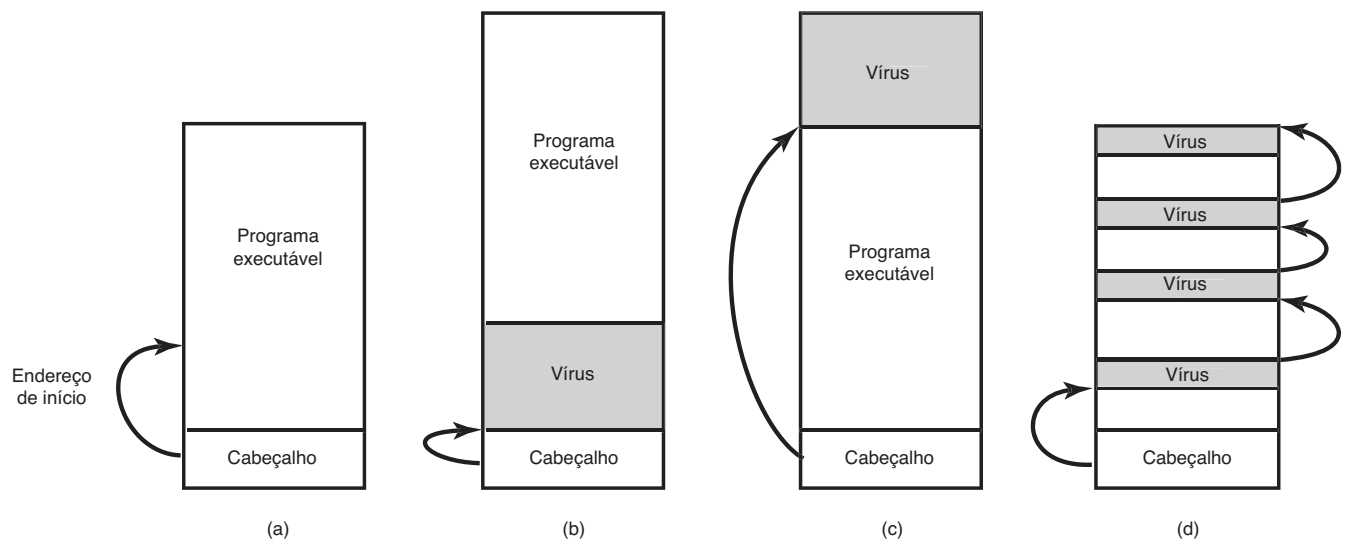 Endereço
de início
Programa
executável
Cabeçalho
(a)
Programa
executável
Vírus
Cabeçalho
(b)
Vírus
Programa
executável
Cabeçalho
(c)
Vírus
Vírus
Vírus
Vírus
Cabeçalho
(d)